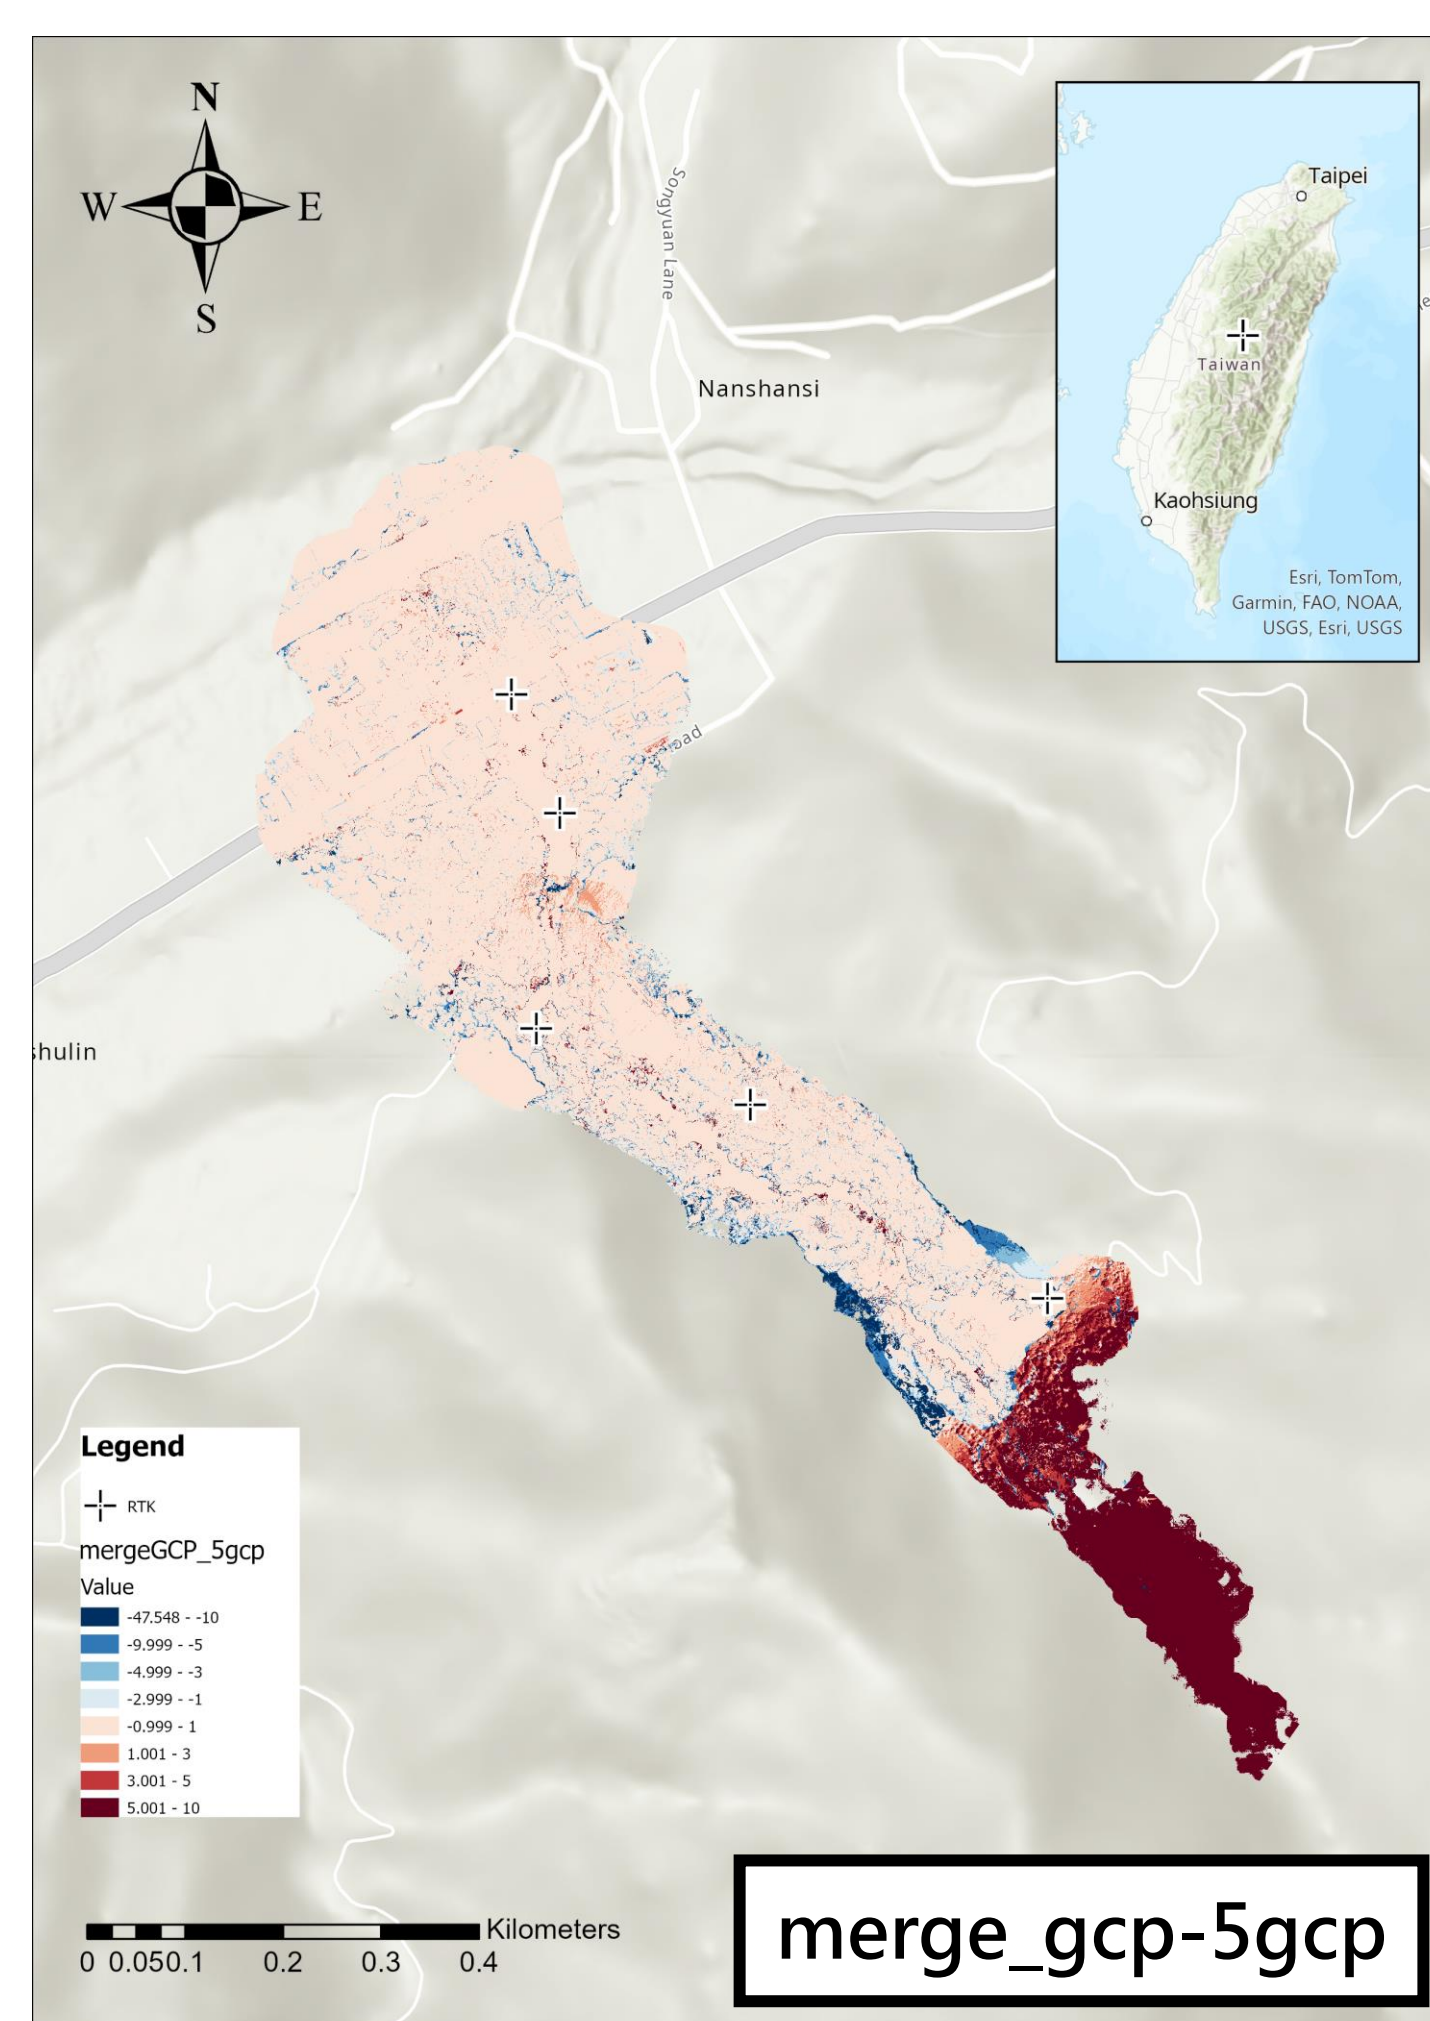 N
W
E
S
Songyuan Lane
Nanshansi
Taipei
Taiwan
Kaohsiung
Esri, TomTom,
Garmin, FAO, NOAA,
USGS, Esri, USGS
oad
shulin
Legend
RTK
mergeGCP_5gcp
Value
-47.548 - -10
-9.999 - -5
-4.999 - -3
-2.999 - -1
-0.999 - 1
1.001 - 3
3.001 - 5
5.001 - 10
Kilometers
0 0.050.1 0.2 0.3 0.4
merge_gcp-5gcp